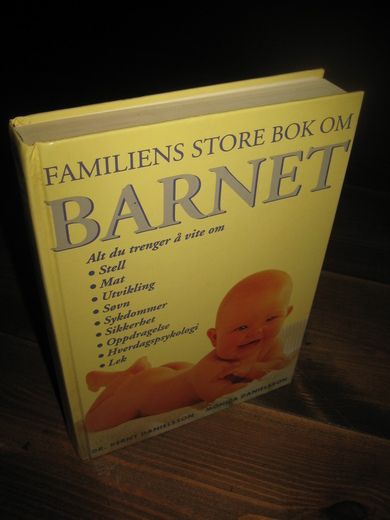 FAMILIENS STORE BOK OM
BARNET
Alt du trenger å vite om
• Stell
• Mat
• Utvikling
• Søvn
• Sykdommer
• Sikkerhet
• Oppdragelse
• Hverdagspsykologi
• Lek
DR. BERNT DANIELSSON MONICA DANIELSSON